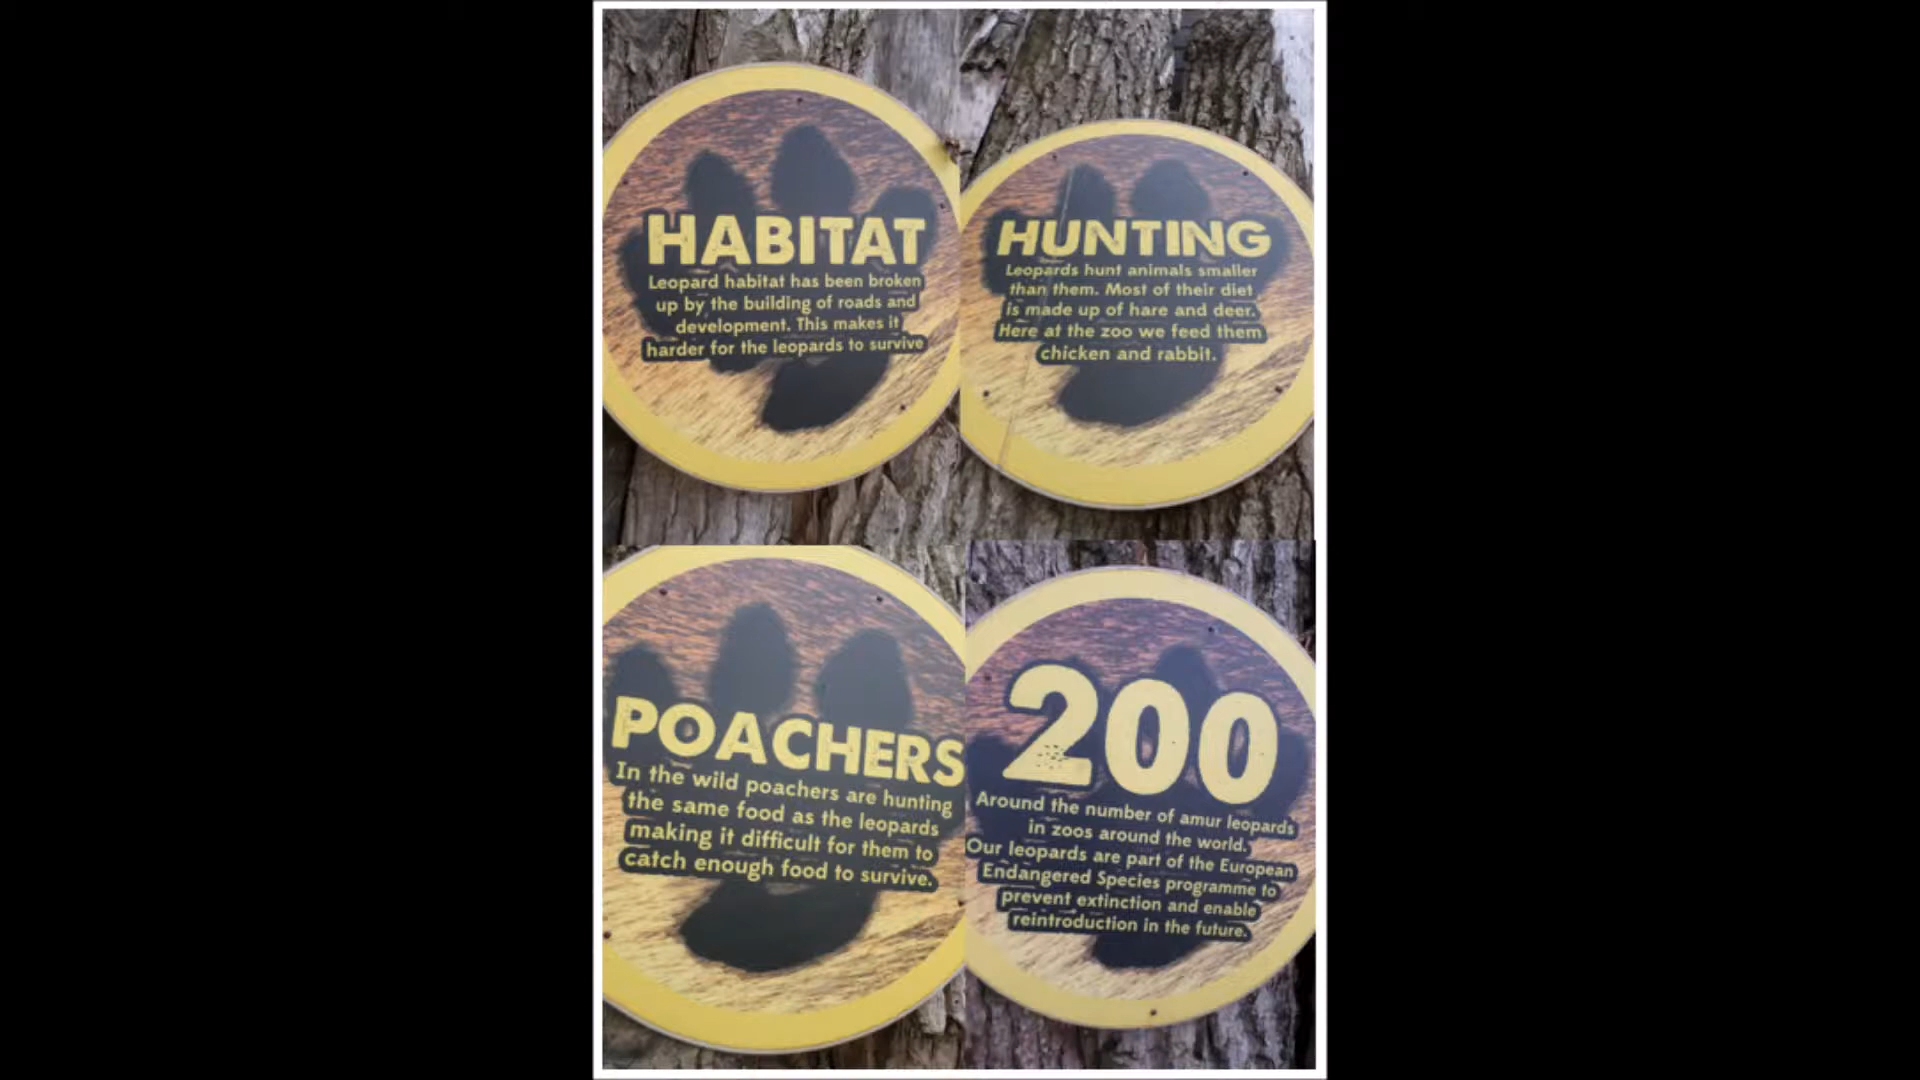 HABITAT
Leopard habitat has been broken
up by the building of roads and
development. This makes it
harder for the leopards to survive
HUNTING
Leopards hunt animals smaller
than them. Most of their diet
is made up of hare and deer.
Here at the zoo we feed them
chicken and rabbit.
POACHERS
In the wild poachers are hunting
the same food as the leopards
making it difficult for them to
catch enough food to survive.
200
Around the number of amur leopards
in zoos around the world.
Our leopards are part of the European
Endangered Species programme to
prevent extinction and enable
reintroduction in the future.